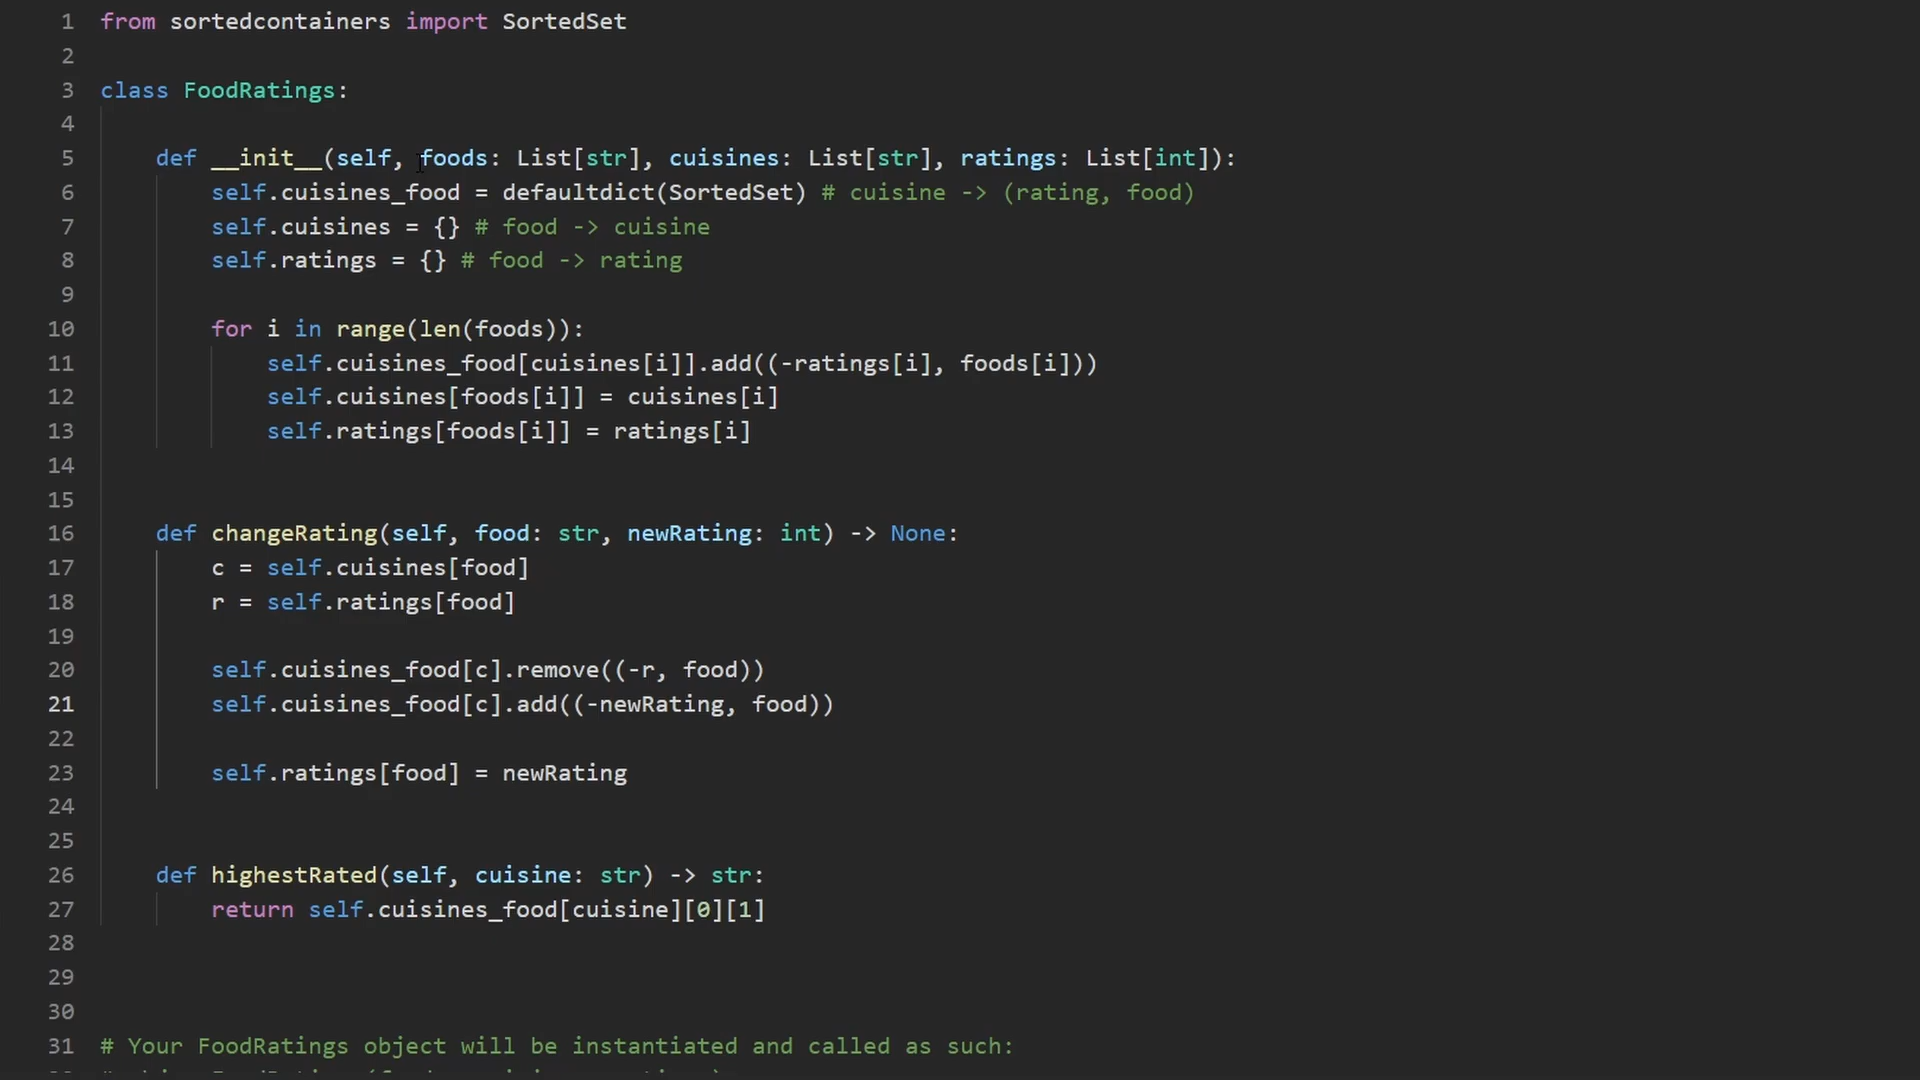 1 from sortedcontainers import SortedSet
2
3 class FoodRatings:
4
5 def __init__(self, foods: List[str], cuisines: List[str], ratings: List[int]):
6 self.cuisines_food = defaultdict(SortedSet) # cuisine -> (rating, food)
7 self.cuisines = {} # food -> cuisine
8 self.ratings = {} # food -> rating
9
10 for i in range(len(foods)):
11 self.cuisines_food[cuisines[i]].add((-ratings[i], foods[i]))
12 self.cuisines[foods[i]] = cuisines[i]
13 self.ratings[foods[i]] = ratings[i]
14
15
16 def changeRating(self, food: str, newRating: int) -> None:
17 c = self.cuisines[food]
18 r = self.ratings[food]
19
20 self.cuisines_food[c].remove((-r, food))
21 self.cuisines_food[c].add((-newRating, food))
22
23 self.ratings[food] = newRating
24
25
26 def highestRated(self, cuisine: str) -> str:
27 return self.cuisines_food[cuisine][0][1]
28
29
30
31 # Your FoodRatings object will be instantiated and called as such: